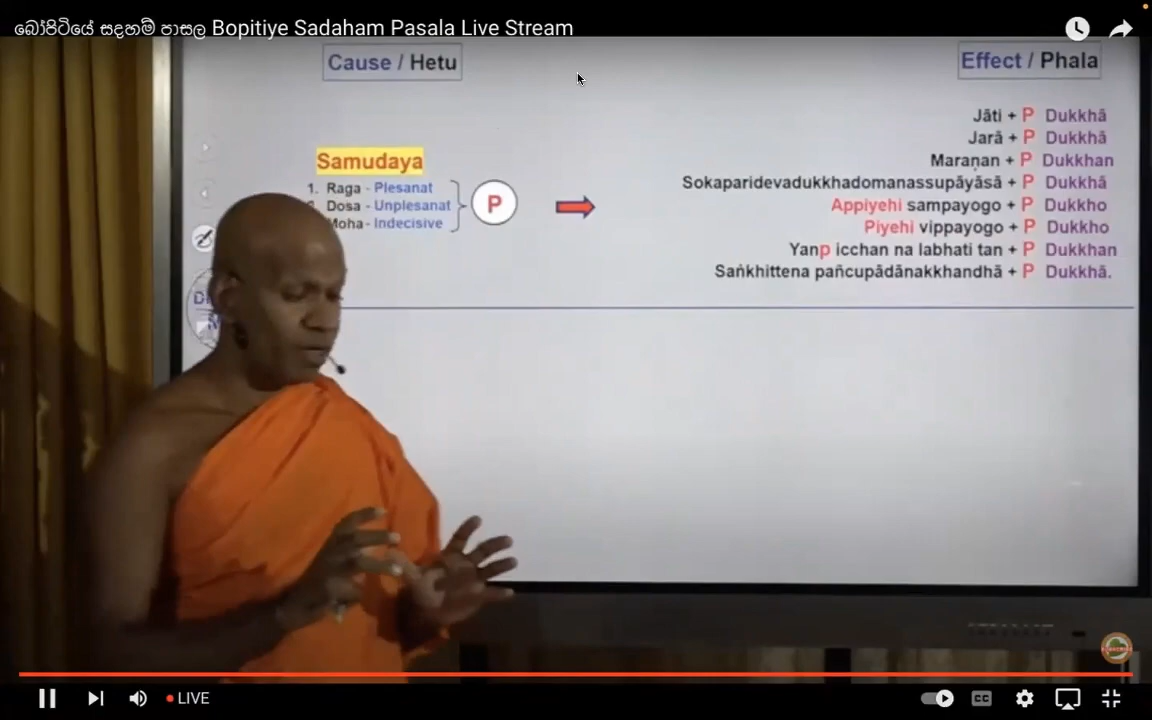 බෝපිටියේ සදහම් පාසල Bopitiye Sadaham Pasala Live Stream
Cause / Hetu
Effect / Phala
Samudaya
1. Raga - Plesanat
Dosa - Unplesanat
Moha - Indecisive
P
Jāti + P Dukkhā
Jarā + P Dukkhā
Maraṇan + P Dukkhan
Sokaparidevadukkhadomanassupāyāsā + P Dukkhā
Appiyehi sampayogo + P Dukkho
Piyehi vippayogo + P Dukkho
Yanp icchan na labhati tan + P Dukkhan
Saṅkhittena pañcupādānakkhandhā + P Dukkhā.
LIVE
CC